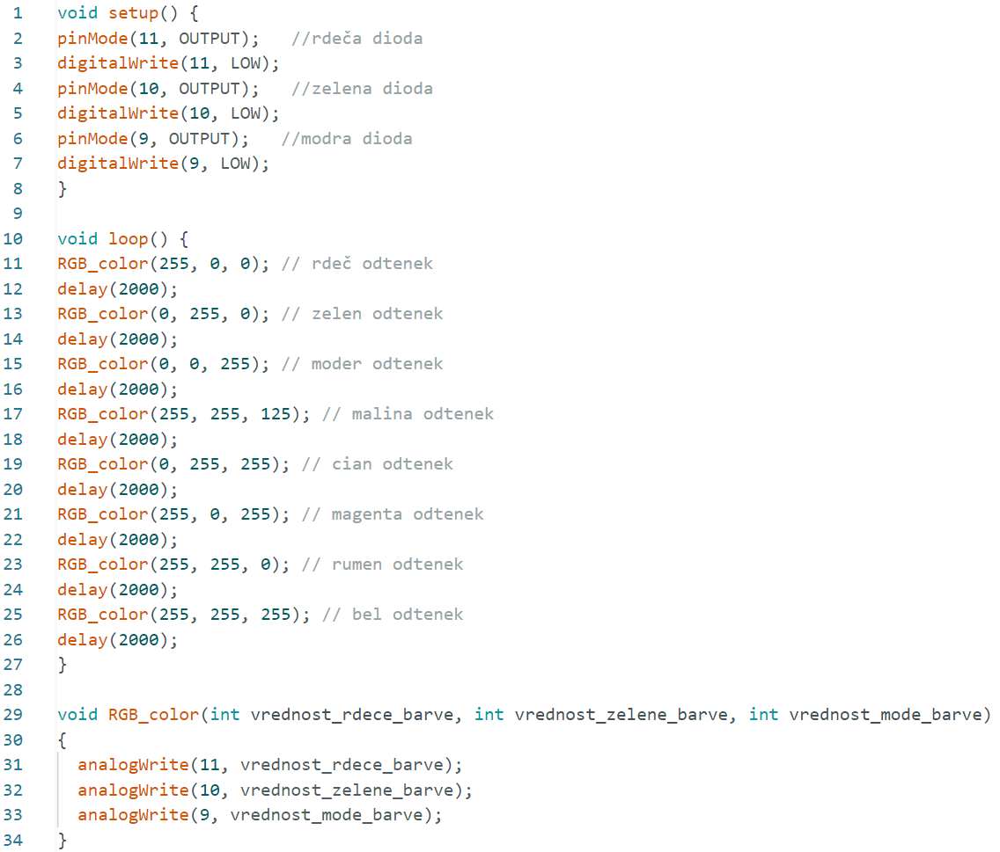 1 void setup() {
2 pinMode(11, OUTPUT);   //rdeča dioda
3 digitalWrite(11, LOW);
4 pinMode(10, OUTPUT);   //zelena dioda
5 digitalWrite(10, LOW);
6 pinMode(9, OUTPUT);   //modra dioda
7 digitalWrite(9, LOW);
8 }
9
10 void loop() {
11 RGB_color(255, 0, 0); // rdeč odtenek
12 delay(2000);
13 RGB_color(0, 255, 0); // zelen odtenek
14 delay(2000);
15 RGB_color(0, 0, 255); // moder odtenek
16 delay(2000);
17 RGB_color(255, 255, 125); // malina odtenek
18 delay(2000);
19 RGB_color(0, 255, 255); // cian odtenek
20 delay(2000);
21 RGB_color(255, 0, 255); // magenta odtenek
22 delay(2000);
23 RGB_color(255, 255, 0); // rumen odtenek
24 delay(2000);
25 RGB_color(255, 255, 255); // bel odtenek
26 delay(2000);
27 }
28
29 void RGB_color(int vrednost_rdece_barve, int vrednost_zelene_barve, int vrednost_mode_barve)
30 {
31   analogWrite(11, vrednost_rdece_barve);
32   analogWrite(10, vrednost_zelene_barve);
33   analogWrite(9, vrednost_mode_barve);
34 }